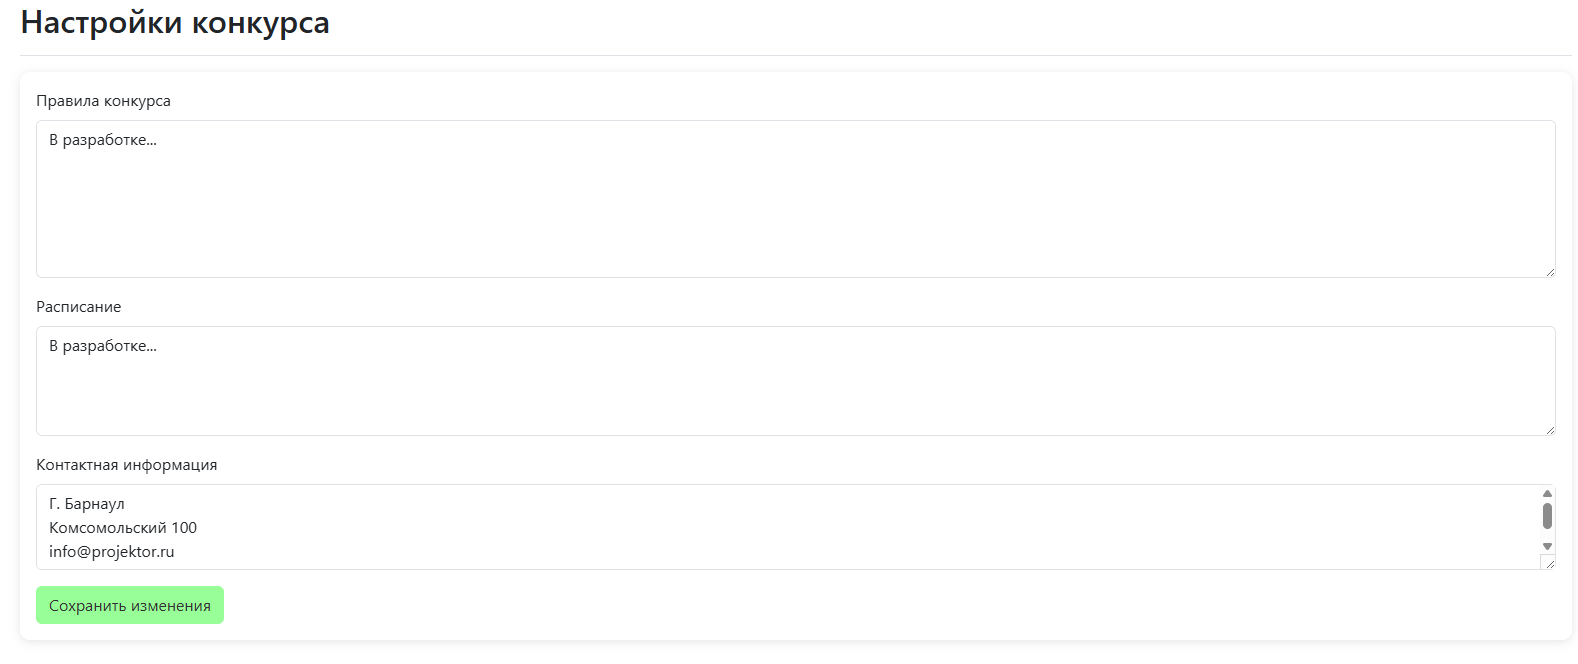 Настройки конкурса
Правила конкурса
В разработке...
Расписание
В разработке...
Контактная информация
Г. Барнаул
Комсомольский 100
info@projektor.ru
Сохранить изменения